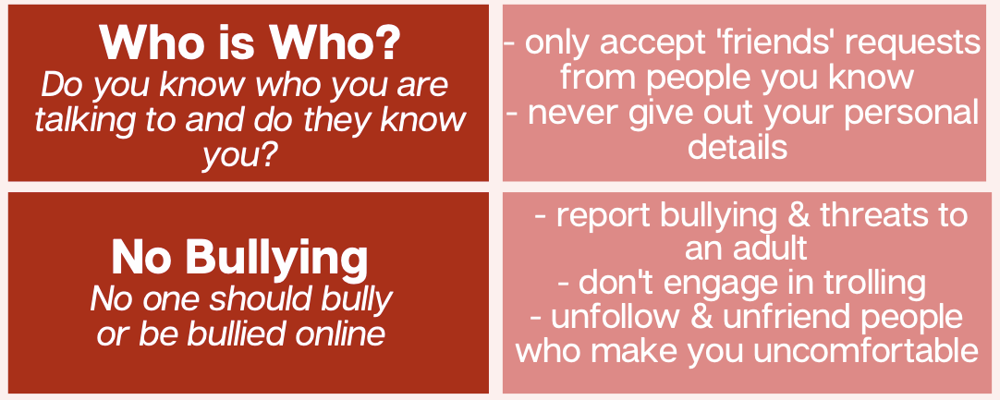 Who is Who?
Do you know who you are
talking to and do they know
you?
- only accept 'friends' requests
from people you know
- never give out your personal
details
No Bullying
No one should bully
or be bullied online
- report bullying & threats to
an adult
- don't engage in trolling
- unfollow & unfriend people
who make you uncomfortable